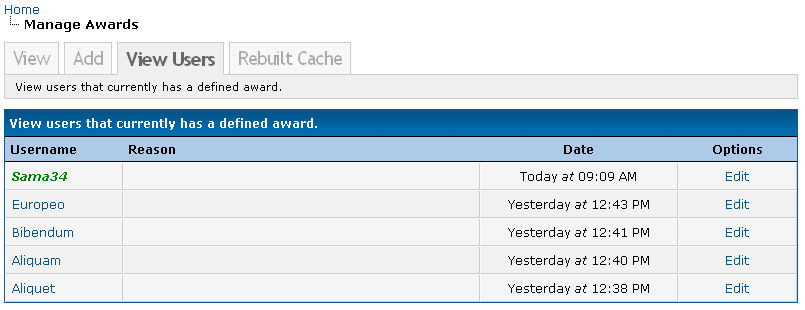 Home
Manage Awards
View Add View Users Rebuilt Cache
View users that currently has a defined award.
View users that currently has a defined award.
Username Reason Date Options
Sama34 Today at 09:09 AM Edit
Europeo Yesterday at 12:43 PM Edit
Bibendum Yesterday at 12:41 PM Edit
Aliquam Yesterday at 12:40 PM Edit
Aliquet Yesterday at 12:38 PM Edit